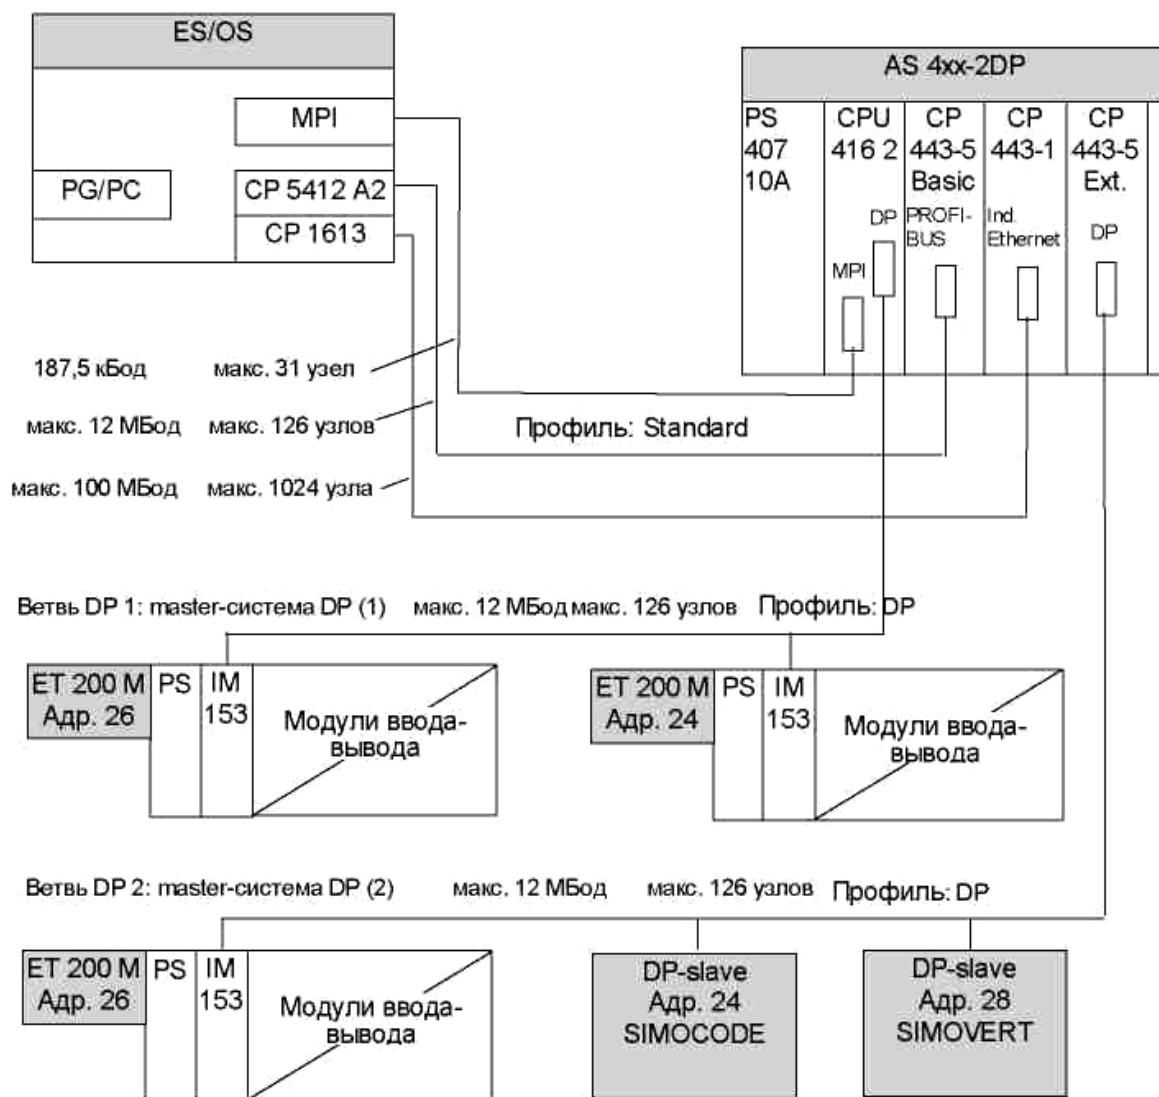 ES/OS
MPI
PG/PC
CP 5412 A2
CP 1613
AS 4xx-2DP
PS
407
10A
CPU
416 2
DP
MPI
CP
443-5
Basic
PROFI-
BUS
CP
443-1
Ind.
Ethernet
CP
443-5
Ext.
DP
187,5 кБод макс. 31 узел
макс. 12 МБод макс. 126 узлов
Профиль: Standard
макс. 100 МБод макс. 1024 узла
Ветвь DP 1: master-система DP (1) макс. 12 МБод макс. 126 узлов Профиль: DP
ET 200 M
Адр. 26
PS
IM
153
Модули ввода-
вывода
ET 200 M
Адр. 24
PS
IM
153
Модули ввода-
вывода
Ветвь DP 2: master-система DP (2) макс. 12 МБод макс. 126 узлов Профиль: DP
ET 200 M
Адр. 26
PS
IM
153
Модули ввода-
вывода
DP-slave
Адр. 24
SIMOCODE
DP-slave
Адр. 28
SIMOVERT